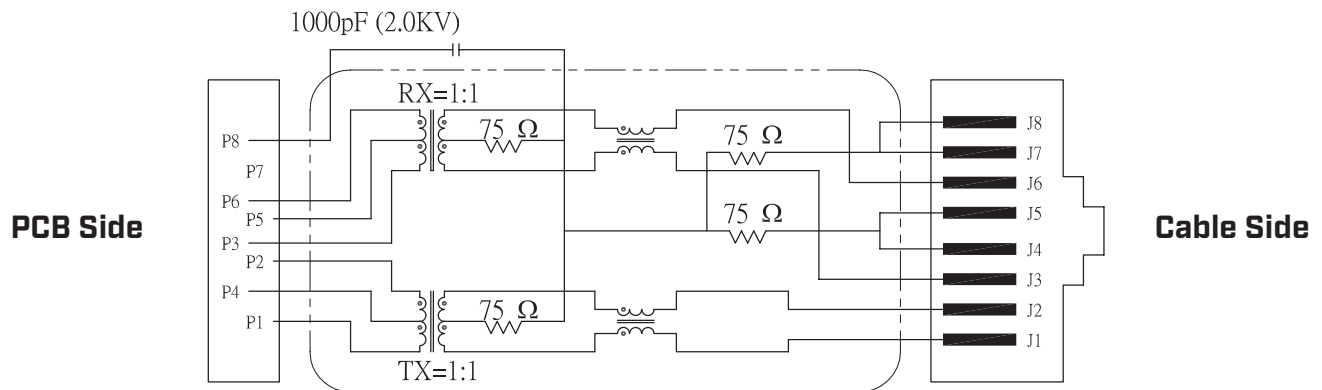 1000pF (2.0KV)
RX=1:1
75 Ω
75 Ω
75 Ω
75 Ω
TX=1:1
PCB Side
P8
P7
P6
P5
P3
P2
P4
P1
J8
J7
J6
J5
J4
J3
J2
J1
Cable Side